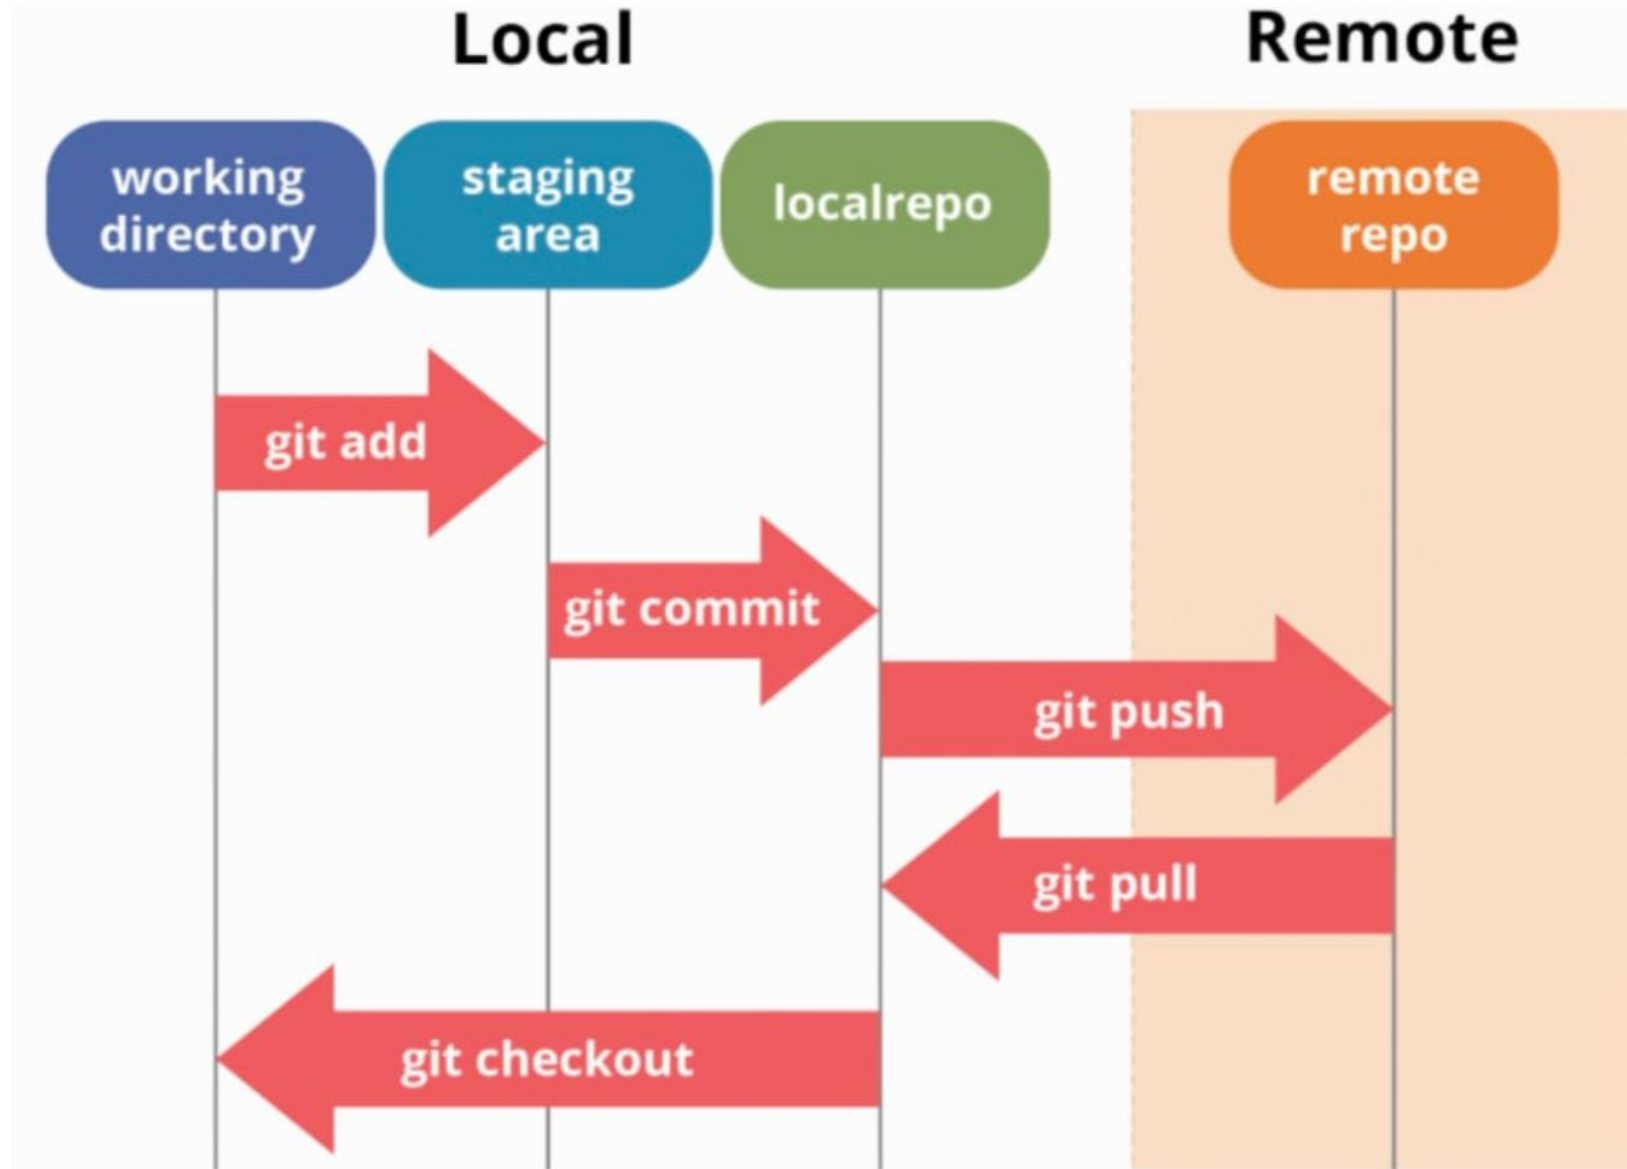 Local
Remote
working
directory
staging
area
localrepo
remote
repo
git add
git commit
git push
git pull
git checkout